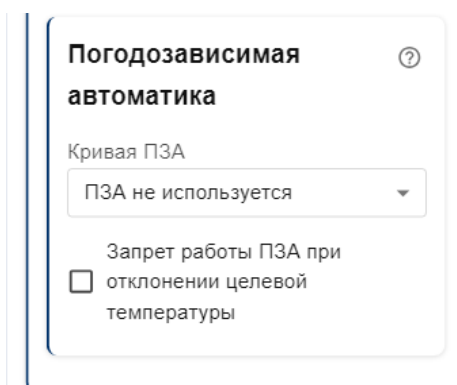 Погодозависимая
автоматика
Кривая ПЗА
ПЗА не используется
Запрет работы ПЗА при
отклонении целевой
температуры